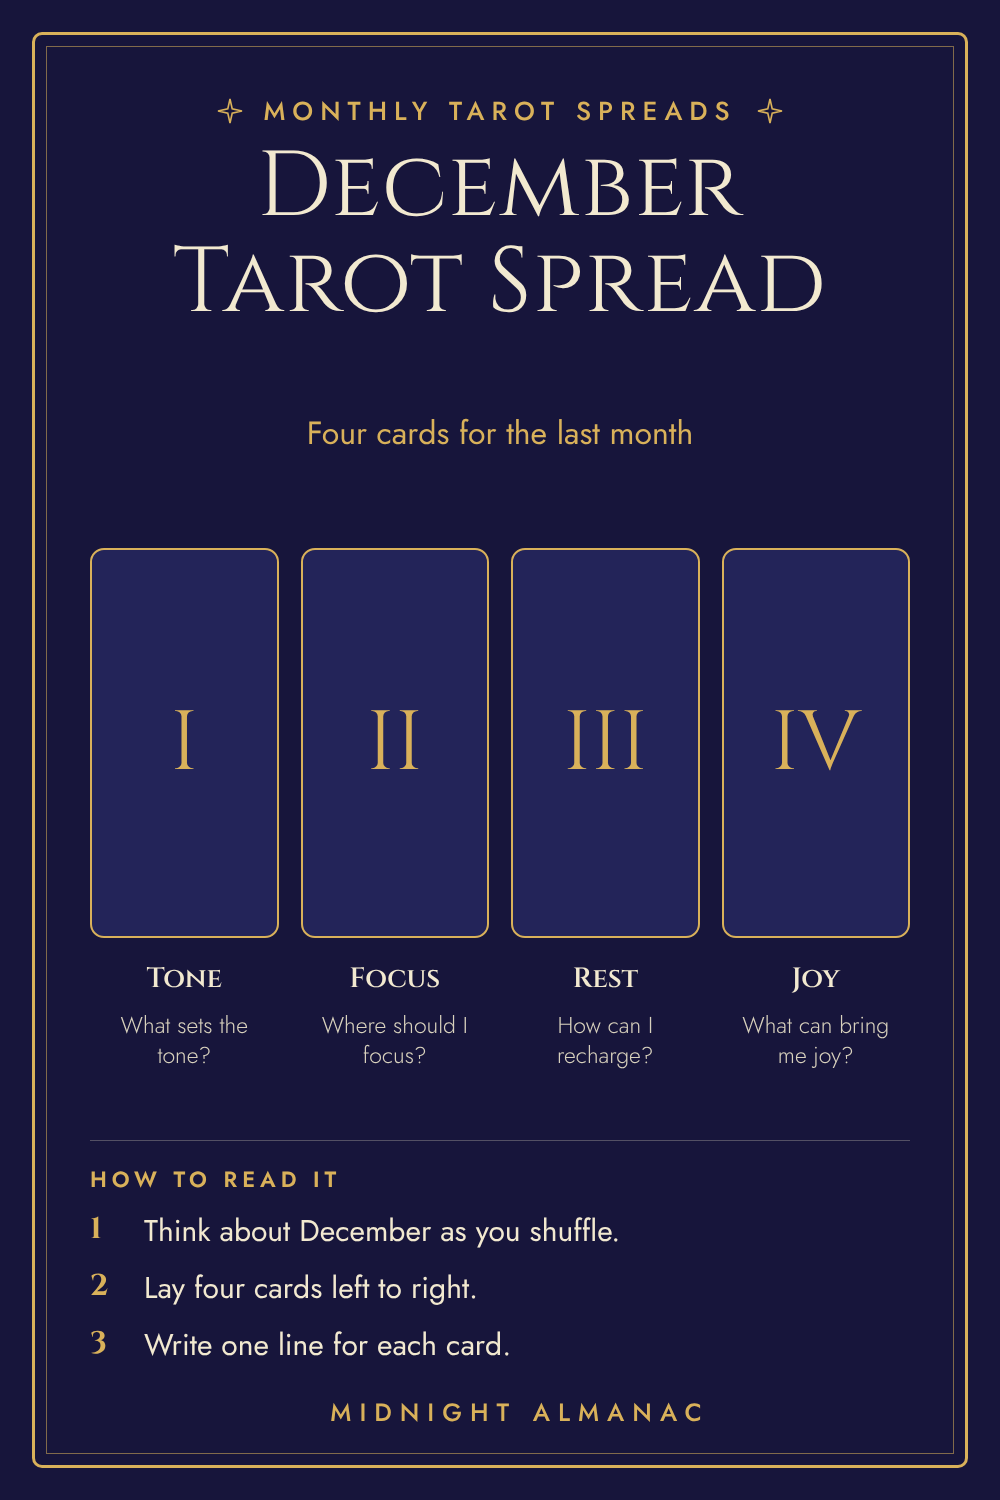 MONTHLY TAROT SPREADS
December
Tarot Spread
Four cards for the last month
I
II
III
IV
Tone
What sets the
tone?
Focus
Where should I
focus?
Rest
How can I
recharge?
Joy
What can bring
me joy?
HOW TO READ IT
1 Think about December as you shuffle.
2 Lay four cards left to right.
3 Write one line for each card.
MIDNIGHT ALMANAC